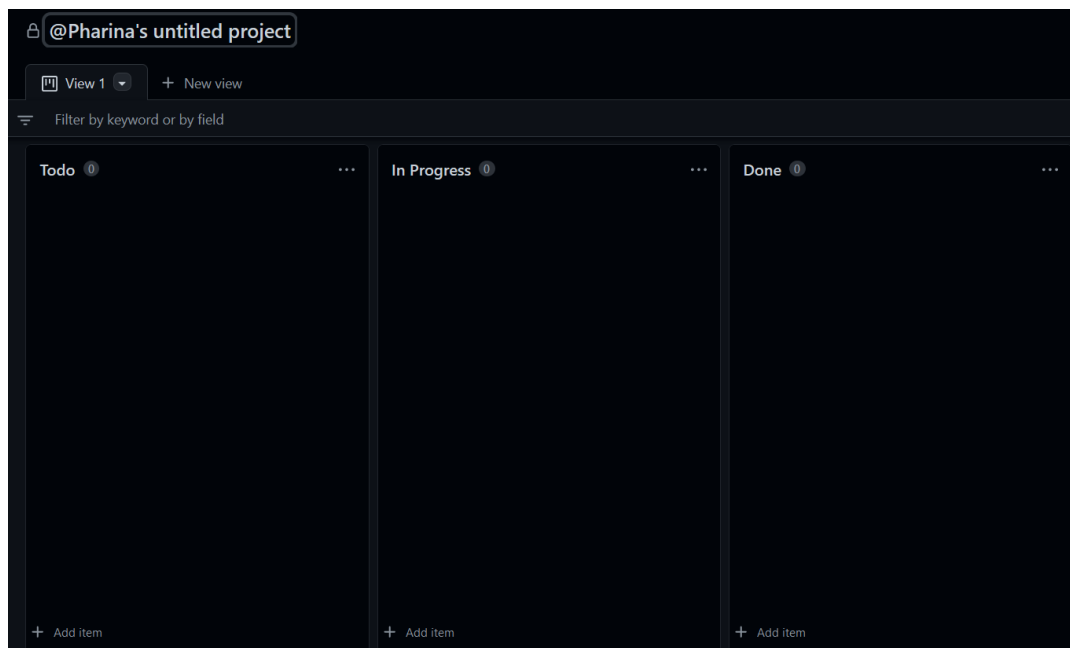 @Pharina's untitled project
View 1 New view
Filter by keyword or by field
Todo 0 In Progress 0 Done 0
Add item Add item Add item